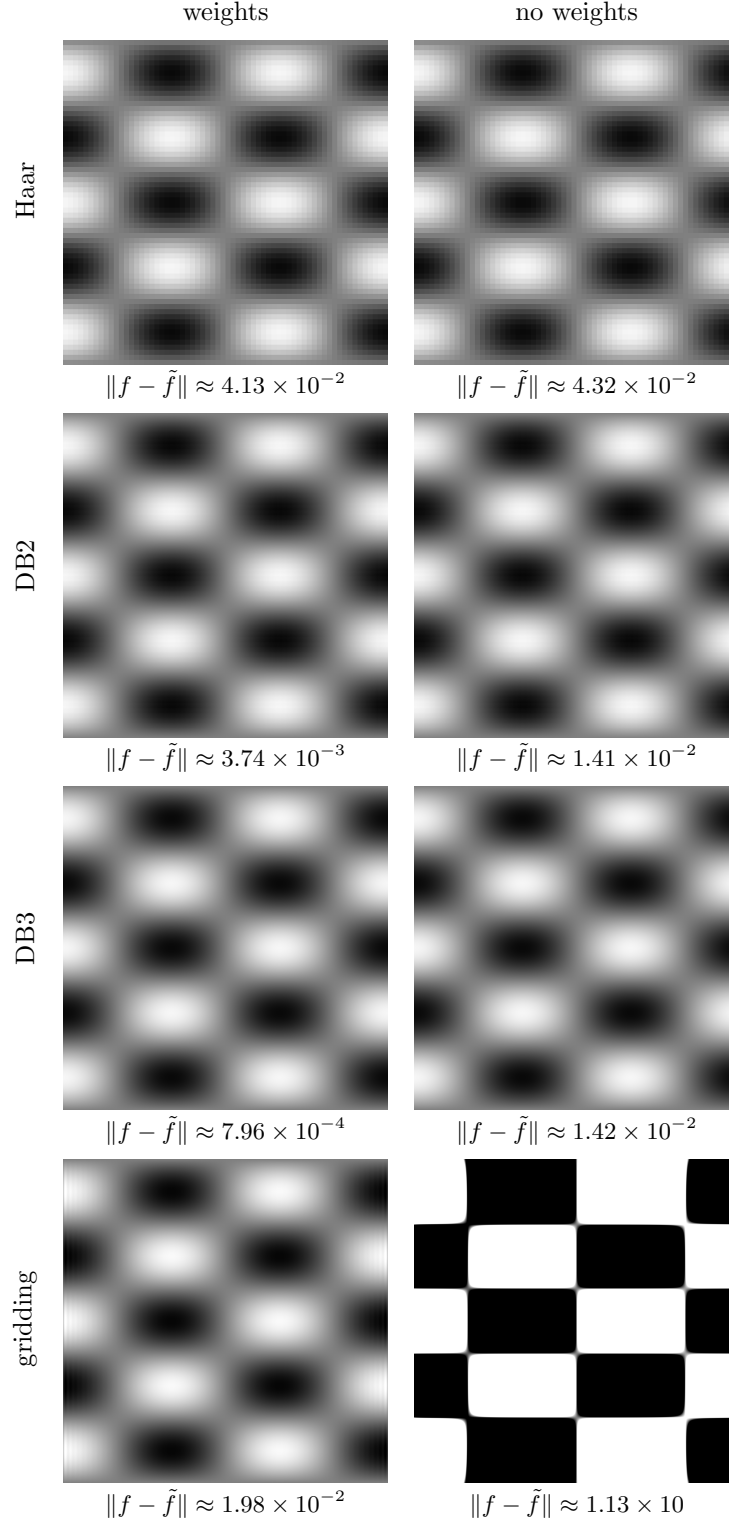 weights no weights
Haar
‖f − f̃‖ ≈ 4.13 × 10⁻² ‖f − f̃‖ ≈ 4.32 × 10⁻²
DB2
‖f − f̃‖ ≈ 3.74 × 10⁻³ ‖f − f̃‖ ≈ 1.41 × 10⁻²
DB3
‖f − f̃‖ ≈ 7.96 × 10⁻⁴ ‖f − f̃‖ ≈ 1.42 × 10⁻²
gridding
‖f − f̃‖ ≈ 1.98 × 10⁻² ‖f − f̃‖ ≈ 1.13 × 10